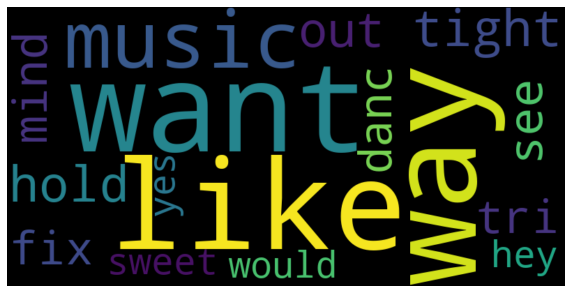 mind
music
out
tight
want
danc
way
see
hold
yes
like
tri
fix
sweet
would
hey